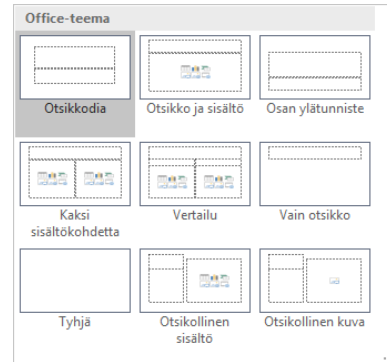 Office-teema
Otsikkodia
Otsikko ja sisältö
Osan ylätunniste
Kaksi
sisältökohdetta
Vertailu
Vain otsikko
Tyhjä
Otsikollinen
sisältö
Otsikollinen kuva